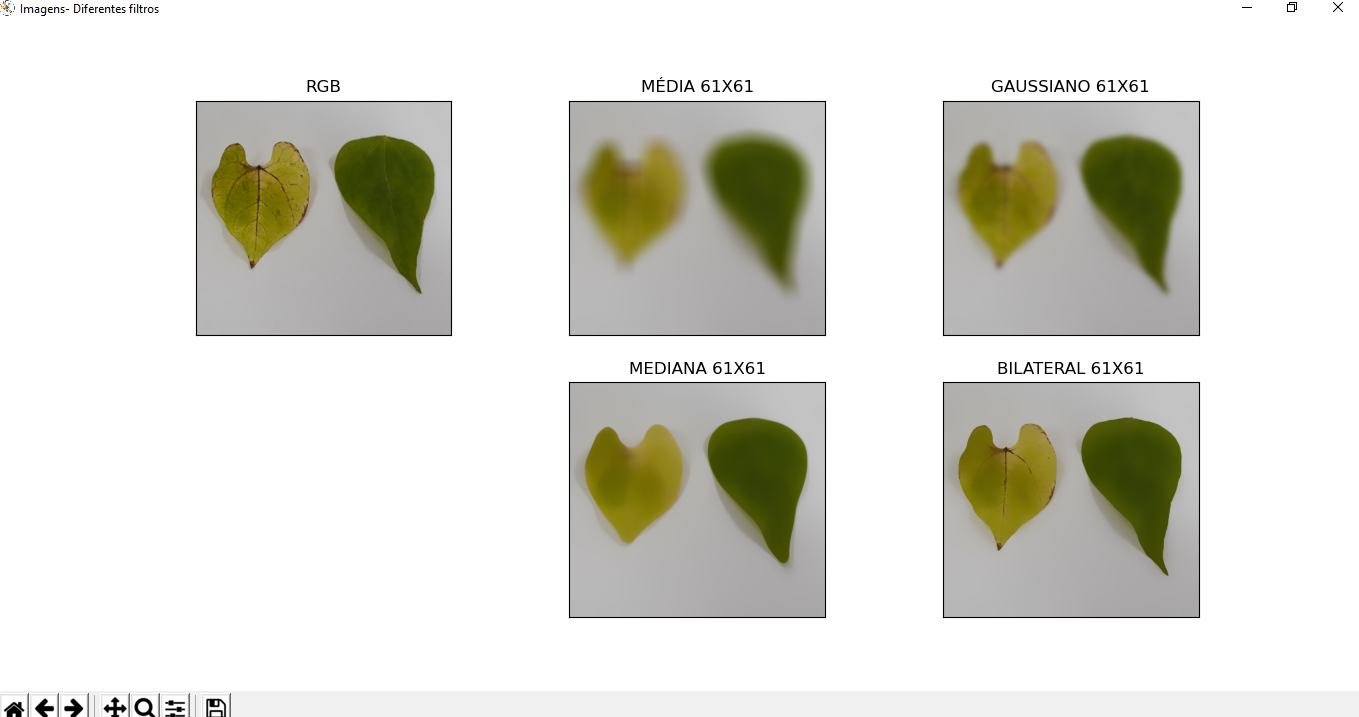 Imagens- Diferentes filtros
RGB
MÉDIA 61X61
GAUSSIANO 61X61
MEDIANA 61X61
BILATERAL 61X61